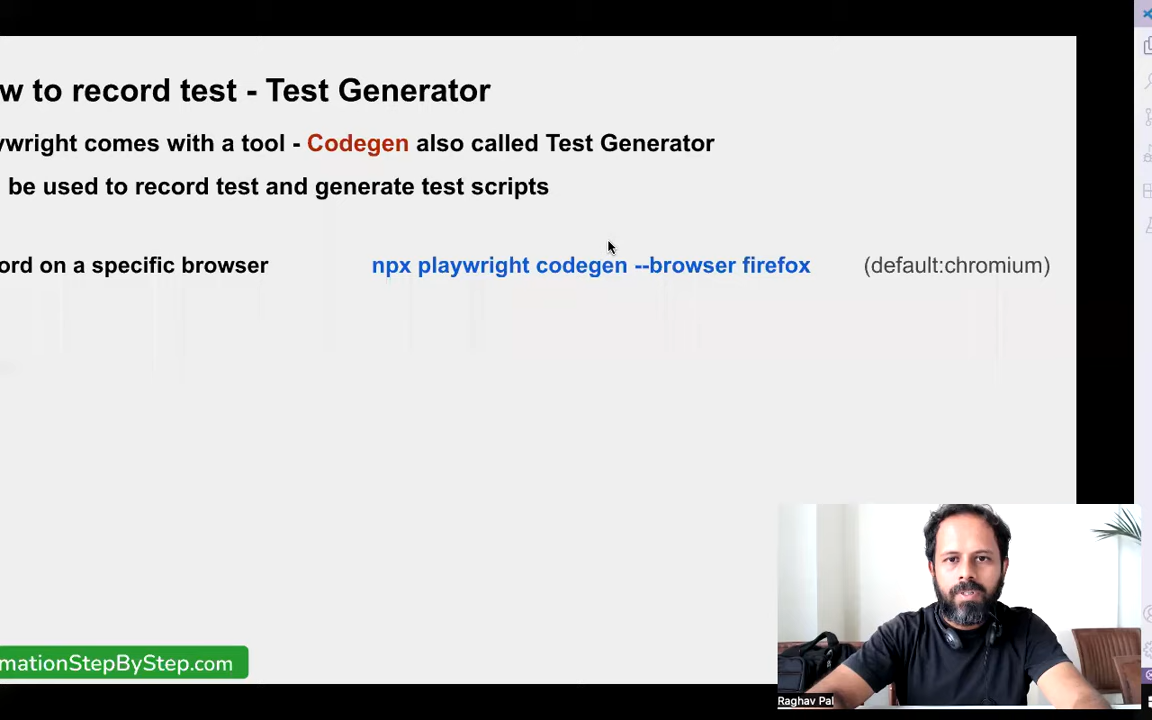 w to record test - Test Generator
ywright comes with a tool - Codegen also called Test Generator
be used to record test and generate test scripts
ord on a specific browser npx playwright codegen --browser firefox (default:chromium)
mationStepByStep.com
Raghav Pal